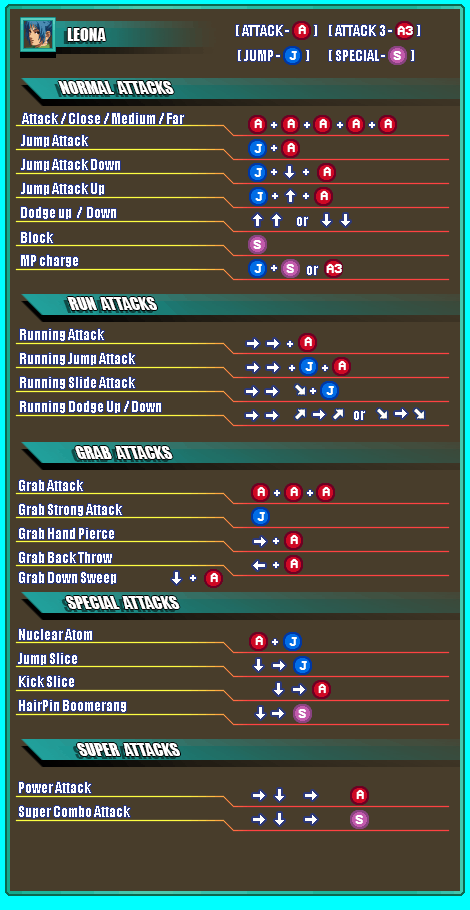 LEONA [ ATTACK - A ] [ ATTACK 3 - A3 ]
[ JUMP - J ] [ SPECIAL - S ]
NORMAL ATTACKS
Attack / Close / Medium / Far A + A + A + A + A
Jump Attack J + A
Jump Attack Down J + ↓ + A
Jump Attack Up J + ↑ + A
Dodge up / Down ↑ ↑ or ↓ ↓
Block S
MP charge J + S or A3
RUN ATTACKS
Running Attack → → + A
Running Jump Attack → → + J + A
Running Slide Attack → → ↘ + J
Running Dodge Up / Down → → ↗ → ↗ or ↘ → ↘
GRAB ATTACKS
Grab Attack A + A + A
Grab Strong Attack J
Grab Hand Pierce → + A
Grab Back Throw ← + A
Grab Down Sweep ↓ + A
SPECIAL ATTACKS
Nuclear Atom A + J
Jump Slice ↓ → J
Kick Slice ↓ → A
HairPin Boomerang ↓ → S
SUPER ATTACKS
Power Attack → ↓ → A
Super Combo Attack → ↓ → S